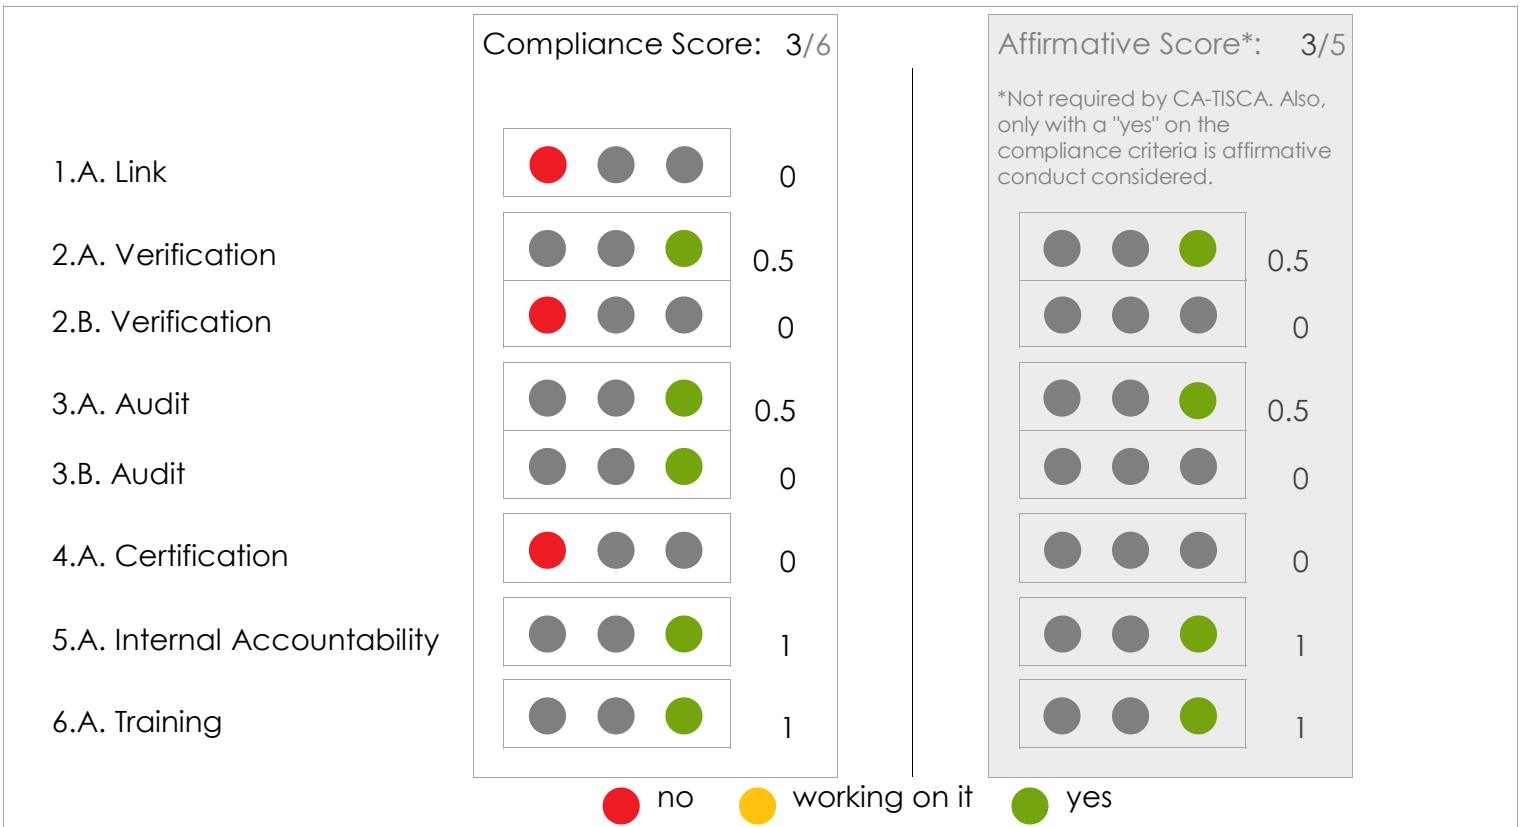 Compliance Score: 3/6
Affirmative Score*: 3/5
*Not required by CA-TISCA. Also,
only with a "yes" on the
compliance criteria is affirmative
conduct considered.
1.A. Link 0
2.A. Verification 0.5 0.5
2.B. Verification 0 0
3.A. Audit 0.5 0.5
3.B. Audit 0 0
4.A. Certification 0 0
5.A. Internal Accountability 1 1
6.A. Training 1 1
no working on it yes